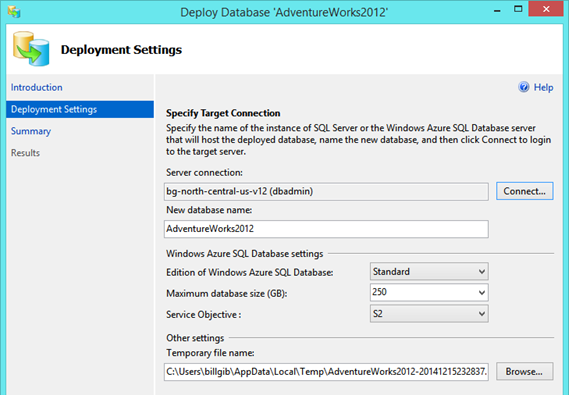 Deploy Database 'AdventureWorks2012'
Deployment Settings
Introduction
Help
Deployment Settings
Summary
Results
Specify Target Connection
Specify the name of the instance of SQL Server or the Windows Azure SQL Database server
that will host the deployed database, name the new database, and then click Connect to login
to the target server.
Server connection:
bg-north-central-us-v12 (dbadmin)
Connect...
New database name:
AdventureWorks2012
Windows Azure SQL Database settings
Edition of Windows Azure SQL Database:
Standard
Maximum database size (GB):
250
Service Objective :
S2
Other settings
Temporary file name:
C:\Users\billgib\AppData\Local\Temp\AdventureWorks2012-20141215232837.
Browse...